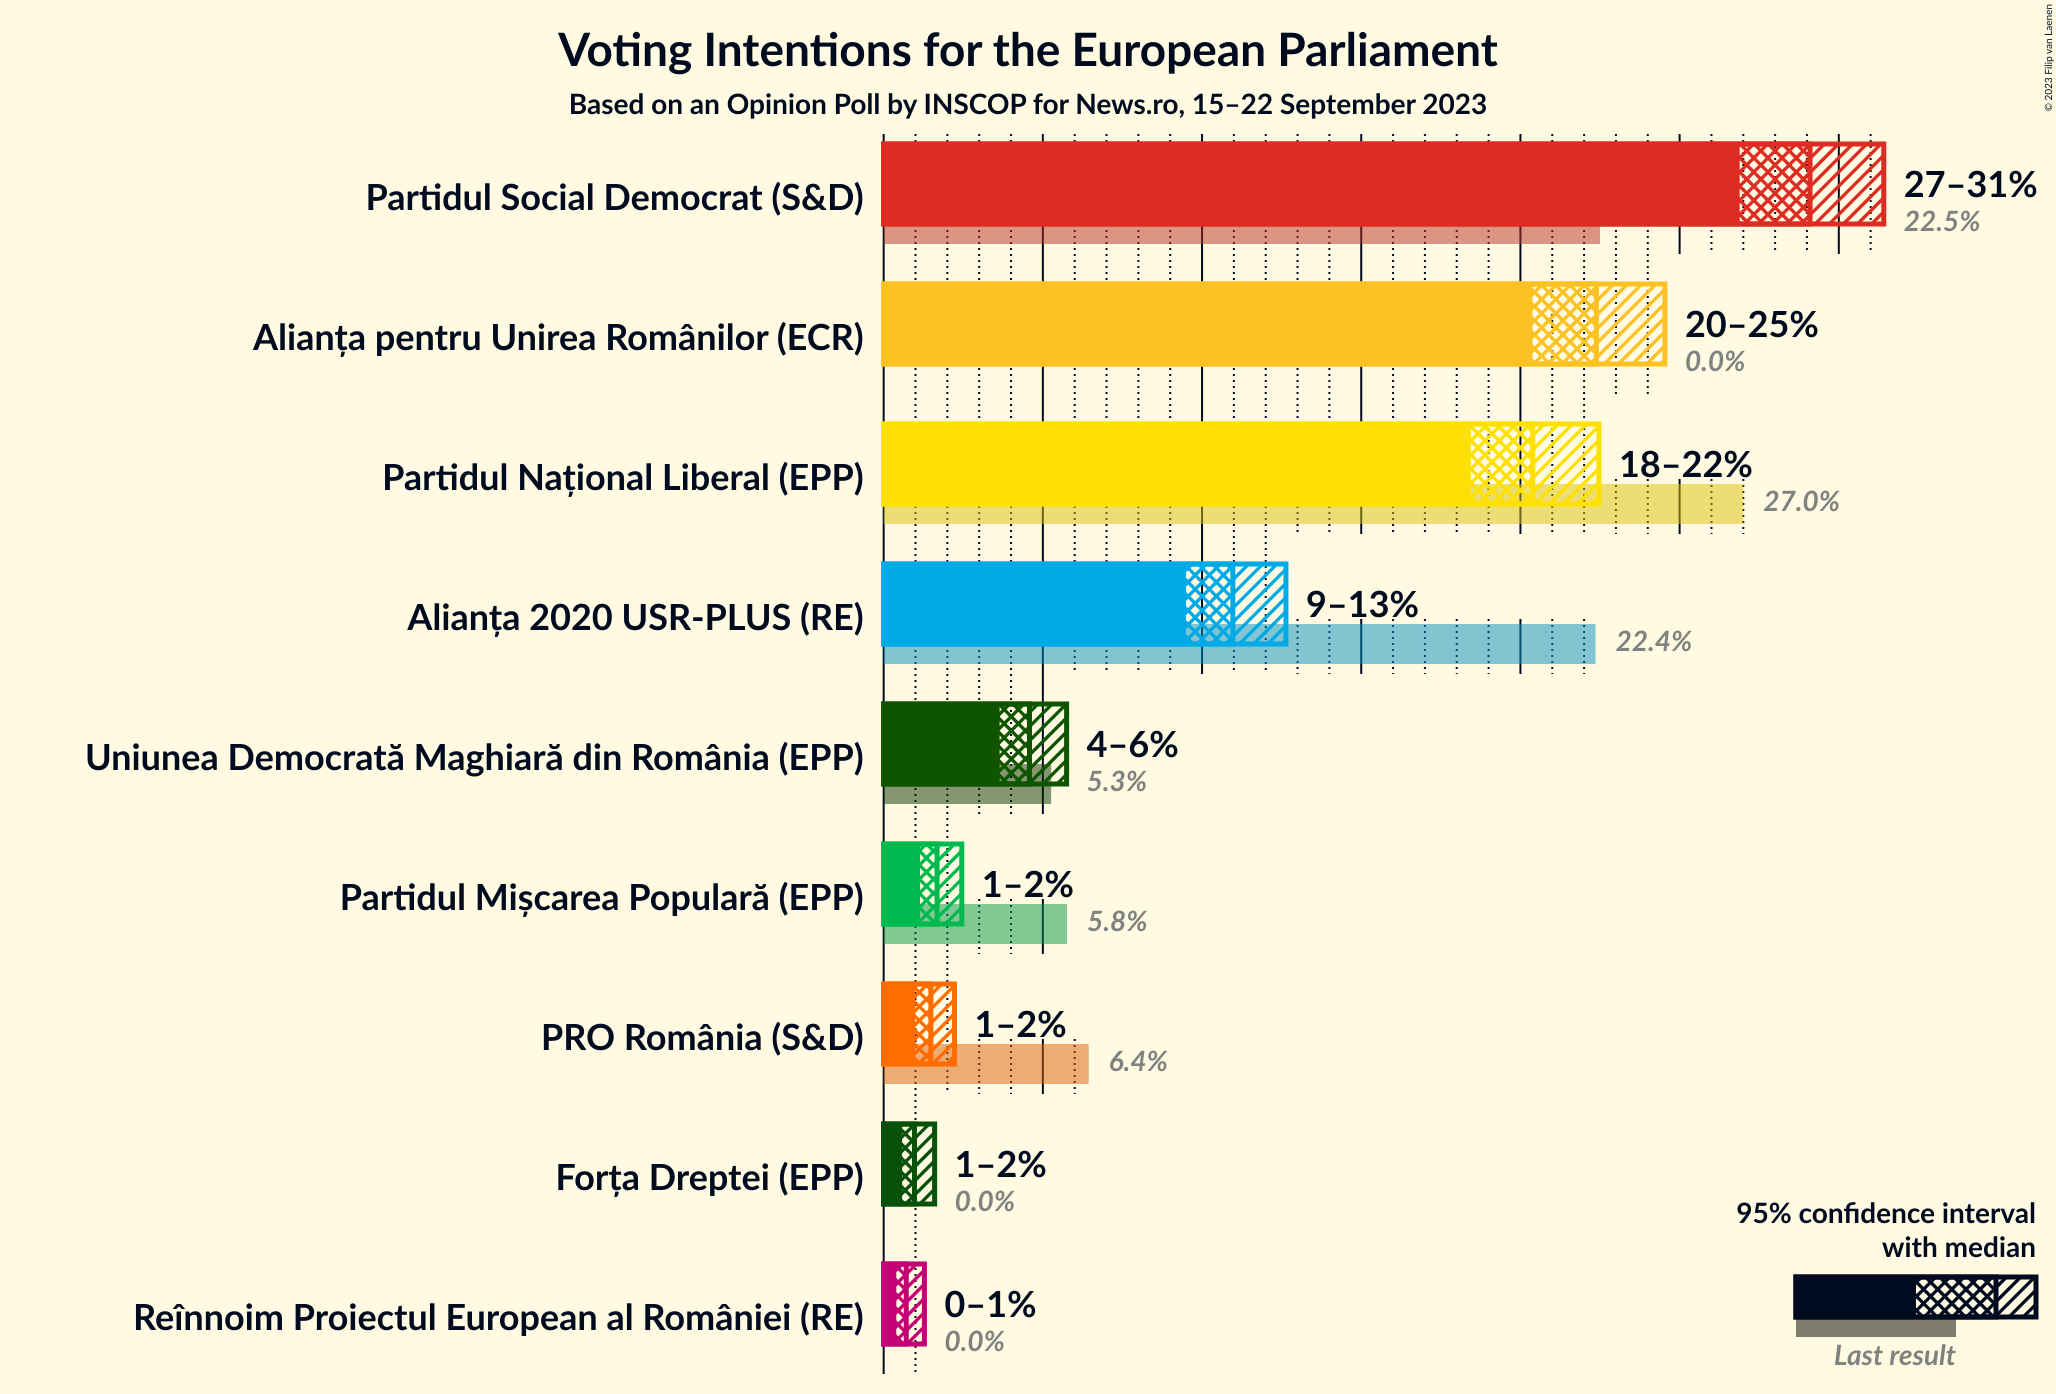 Voting Intentions for the European Parliament
Based on an Opinion Poll by INSCOP for News.ro, 15–22 September 2023
© 2023 Filip van Laenen
Partidul Social Democrat (S&D)
27–31%
22.5%
Alianța pentru Unirea Românilor (ECR)
20–25%
0.0%
Partidul Național Liberal (EPP)
18–22%
27.0%
Alianța 2020 USR-PLUS (RE)
9–13%
22.4%
Uniunea Democrată Maghiară din România (EPP)
4–6%
5.3%
Partidul Mișcarea Populară (EPP)
1–2%
5.8%
PRO România (S&D)
1–2%
6.4%
Forța Dreptei (EPP)
1–2%
0.0%
Reînnoim Proiectul European al României (RE)
0–1%
0.0%
95% confidence interval
with median
Last result